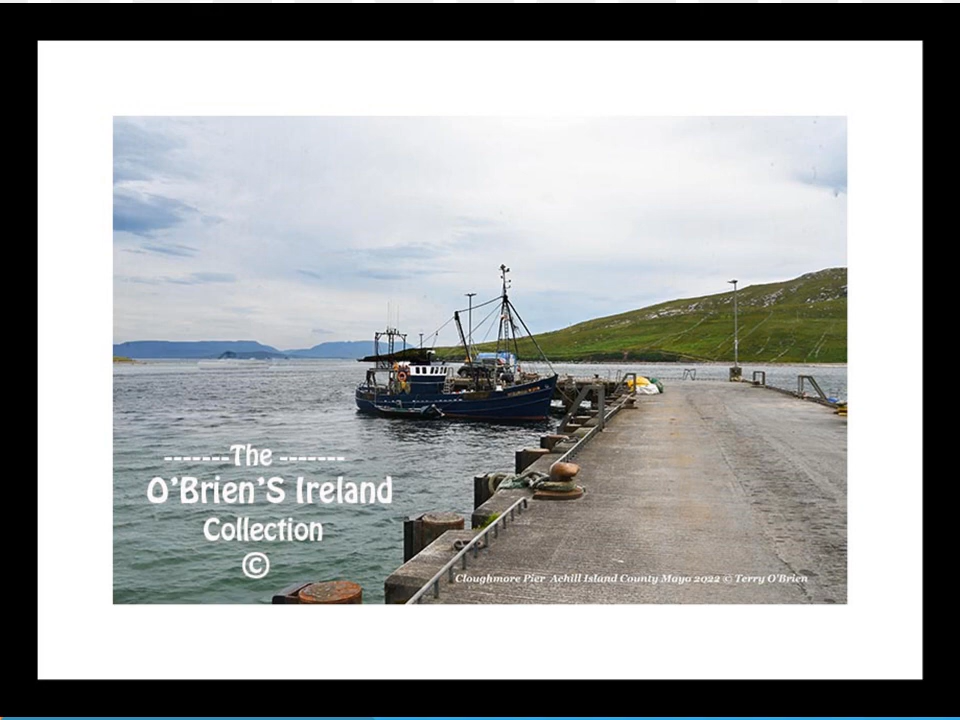 -------The -------
O'Brien'S Ireland
Collection
©
Cloughmore Pier Achill Island County Mayo 2022 © Terry O'Brien